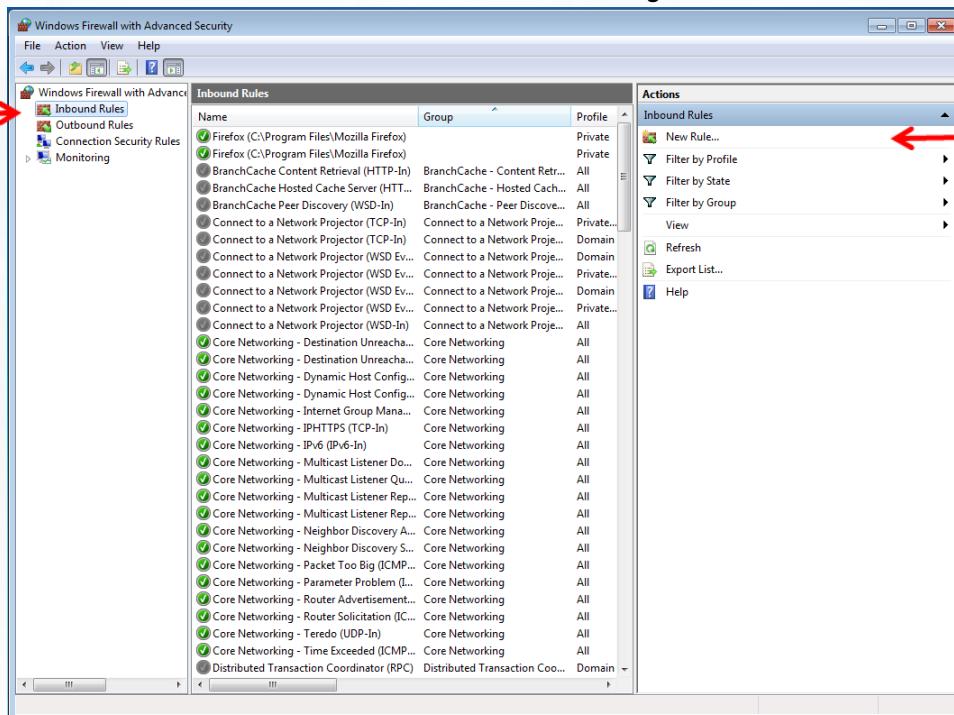 Windows Firewall with Advanced Security
File Action View Help
Windows Firewall with Advance
Inbound Rules
Outbound Rules
Connection Security Rules
Monitoring
Inbound Rules
Name Group Profile
Firefox (C:\Program Files\Mozilla Firefox) Private
Firefox (C:\Program Files\Mozilla Firefox) Private
BranchCache Content Retrieval (HTTP-In) BranchCache - Content Retr... All
BranchCache Hosted Cache Server (HTT... BranchCache - Hosted Cach... All
BranchCache Peer Discovery (WSD-In) BranchCache - Peer Discove... All
Connect to a Network Projector (TCP-In) Connect to a Network Proje... Private...
Connect to a Network Projector (TCP-In) Connect to a Network Proje... Domain
Connect to a Network Projector (WSD Ev... Connect to a Network Proje... Domain
Connect to a Network Projector (WSD Ev... Connect to a Network Proje... Private...
Connect to a Network Projector (WSD Ev... Connect to a Network Proje... Domain
Connect to a Network Projector (WSD Ev... Connect to a Network Proje... Private...
Connect to a Network Projector (WSD-In) Connect to a Network Proje... All
Core Networking - Destination Unreacha... Core Networking All
Core Networking - Destination Unreacha... Core Networking All
Core Networking - Dynamic Host Config... Core Networking All
Core Networking - Dynamic Host Config... Core Networking All
Core Networking - Internet Group Mana... Core Networking All
Core Networking - IPHTTPS (TCP-In) Core Networking All
Core Networking - IPv6 (IPv6-In) Core Networking All
Core Networking - Multicast Listener Do... Core Networking All
Core Networking - Multicast Listener Qu... Core Networking All
Core Networking - Multicast Listener Rep... Core Networking All
Core Networking - Multicast Listener Rep... Core Networking All
Core Networking - Neighbor Discovery A... Core Networking All
Core Networking - Neighbor Discovery S... Core Networking All
Core Networking - Packet Too Big (ICMP... Core Networking All
Core Networking - Parameter Problem (I... Core Networking All
Core Networking - Router Advertisement... Core Networking All
Core Networking - Router Solicitation (IC... Core Networking All
Core Networking - Teredo (UDP-In) Core Networking All
Core Networking - Time Exceeded (ICMP... Core Networking All
Distributed Transaction Coordinator (RPC) Distributed Transaction Coo... Domain
Actions
Inbound Rules
New Rule...
Filter by Profile
Filter by State
Filter by Group
View
Refresh
Export List...
Help